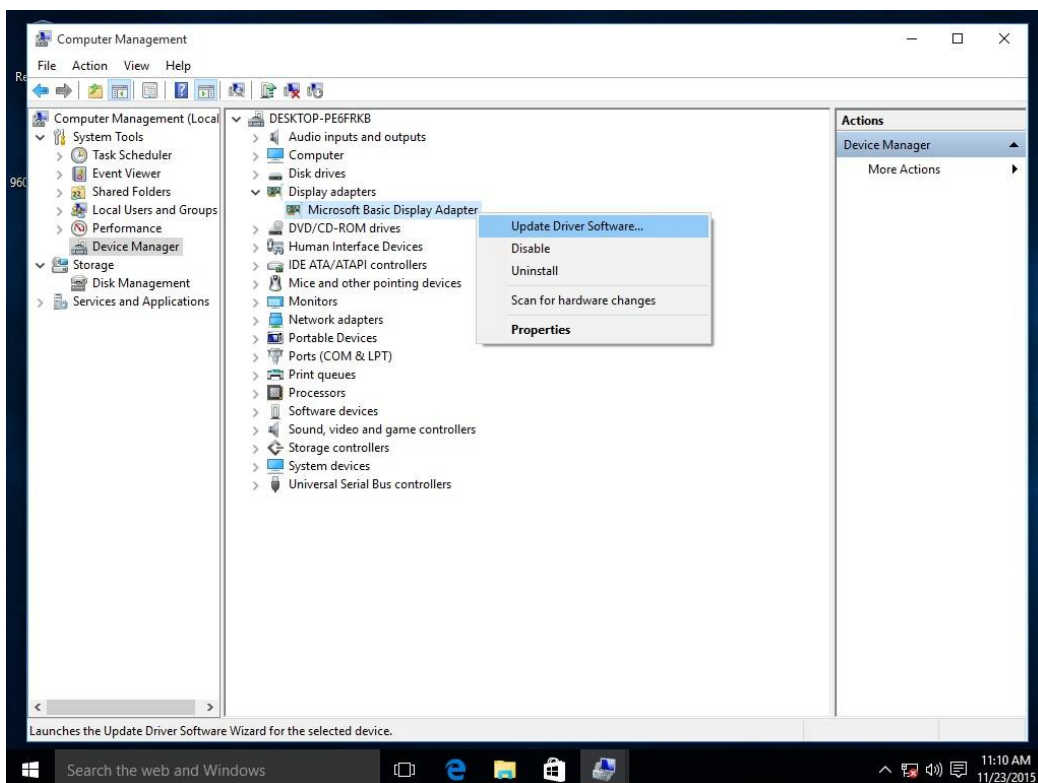 Computer Management
File Action View Help
Re
960
Computer Management (Local
System Tools
Task Scheduler
Event Viewer
Shared Folders
Local Users and Groups
Performance
Device Manager
Storage
Disk Management
Services and Applications
DESKTOP-PE6FRKB
Audio inputs and outputs
Computer
Disk drives
Display adapters
Microsoft Basic Display Adapter
DVD/CD-ROM drives
Human Interface Devices
IDE ATA/ATAPI controllers
Mice and other pointing devices
Monitors
Network adapters
Portable Devices
Ports (COM & LPT)
Print queues
Processors
Software devices
Sound, video and game controllers
Storage controllers
System devices
Universal Serial Bus controllers
Update Driver Software...
Disable
Uninstall
Scan for hardware changes
Properties
Actions
Device Manager
More Actions
Launches the Update Driver Software Wizard for the selected device.
Search the web and Windows
11:10 AM
11/23/2015